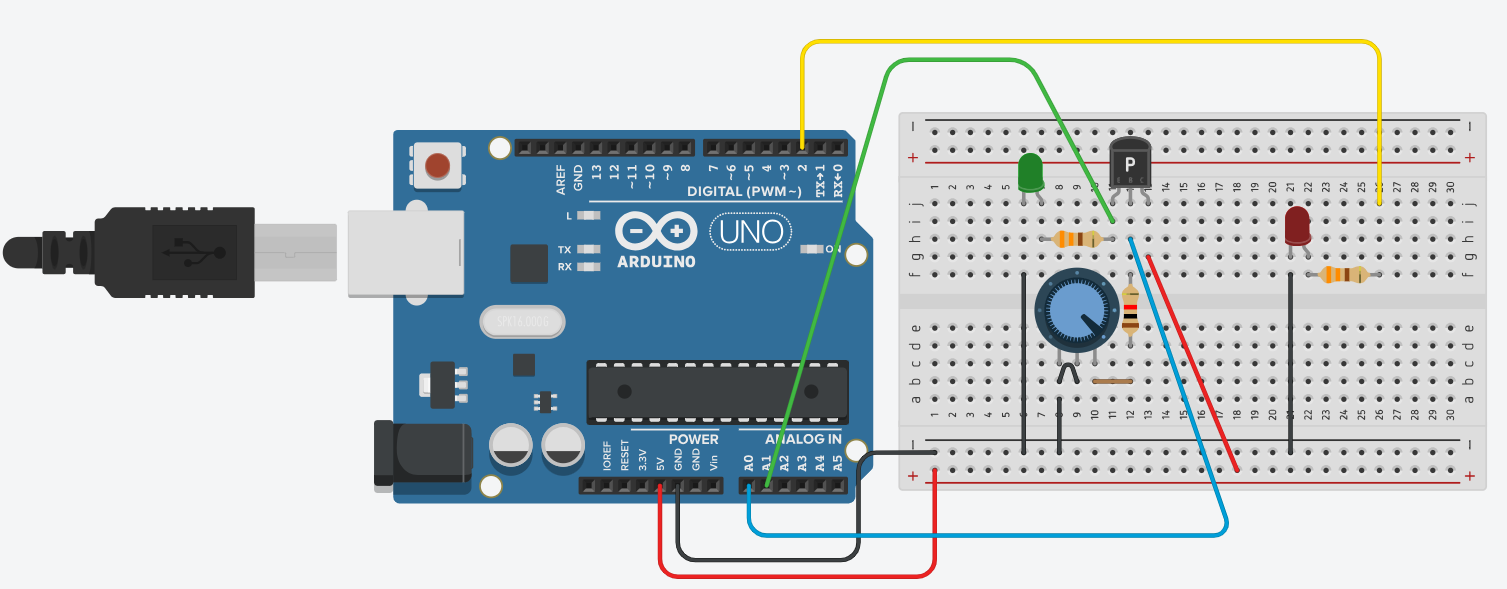 AREF
GND
13
12
~11
~10
~9
8
7
~6
~5
4
~3
2
TX→1
RX←0
DIGITAL (PWM~)
L
TX
RX
ARDUINO
UNO
ON
SPK16.000G
IOREF
RESET
3.3V
5V
GND
GND
Vin
POWER
ANALOG IN
A0
A1
A2
A3
A4
A5
P
E B C
− −
+ +
1 2 3 4 5 6 7 8 9 10 11 12 13 14 15 16 17 18 19 20 21 22 23 24 25 26 27 28 29 30
j j
i i
h h
g g
f f
e e
d d
c c
b b
a a
1 2 3 4 5 6 7 8 9 10 11 12 13 14 15 16 17 18 19 20 21 22 23 24 25 26 27 28 29 30
− −
+ +